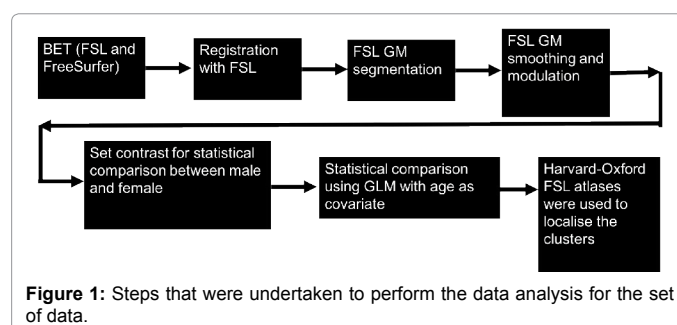 BET (FSL and
FreeSurfer)
Registration
with FSL
FSL GM
segmentation
FSL GM
smoothing and
modulation
Set contrast for statistical
comparison between male
and female
Statistical comparison
using GLM with age as
covariate
Harvard-Oxford
FSL atlases
were used to
localise the
clusters
Figure 1: Steps that were undertaken to perform the data analysis for the set
of data.